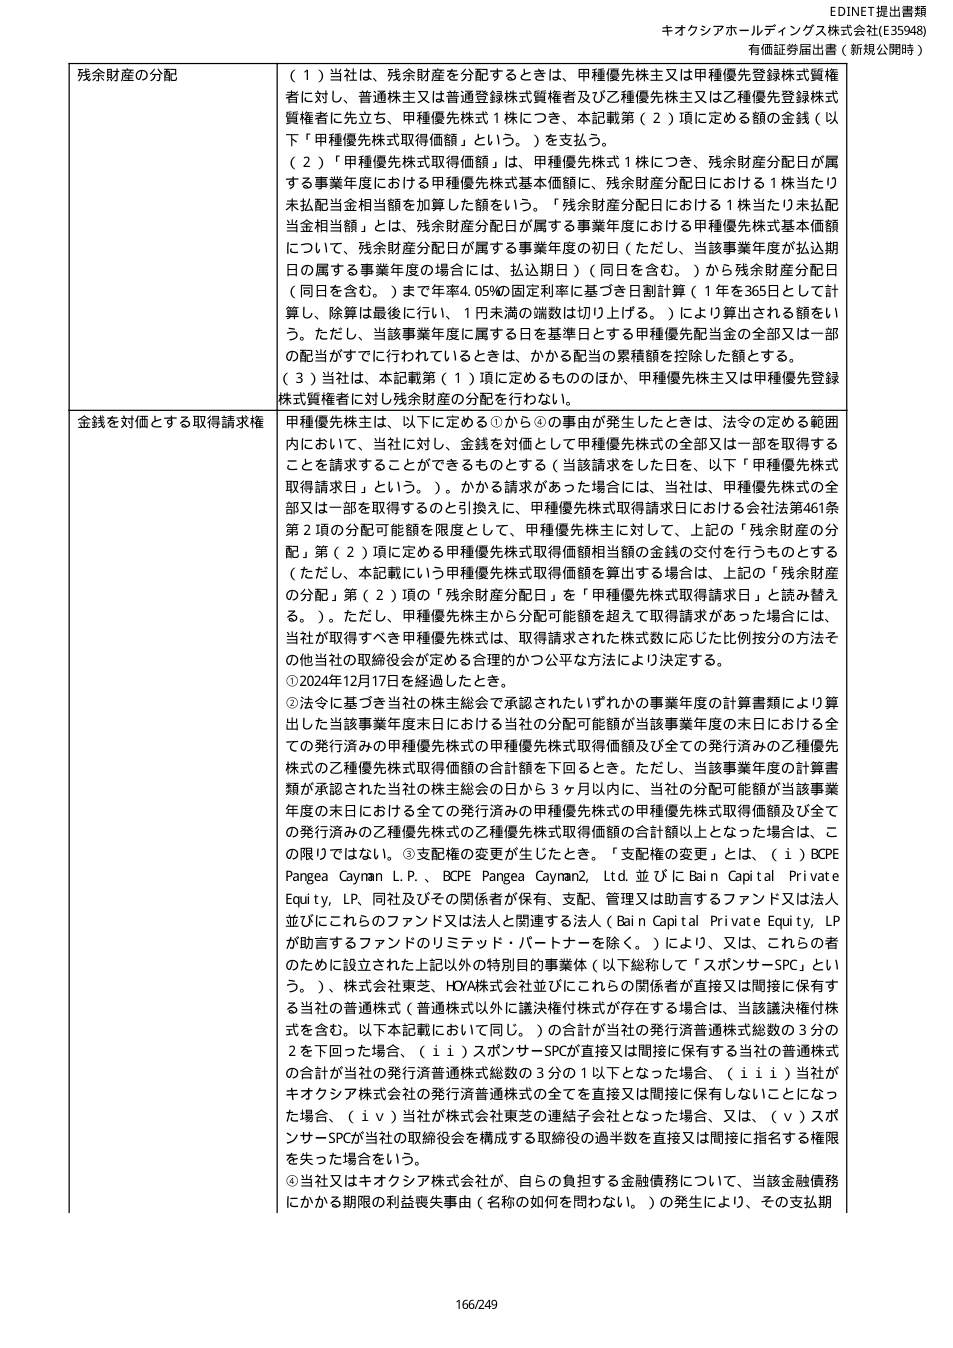 EDINET提出書類
キオクシアホールディングス株式会社(E35948)
有価証券届出書（新規公開時）
残余財産の分配
（１）当社は、残余財産を分配するときは、甲種優先株主又は甲種優先登録株式質権
者に対し、普通株主又は普通登録株式質権者及び乙種優先株主又は乙種優先登録株式
質権者に先立ち、甲種優先株式１株につき、本記載第（２）項に定める額の金銭（以
下「甲種優先株式取得価額」という。）を支払う。
（２）「甲種優先株式取得価額」は、甲種優先株式１株につき、残余財産分配日が属
する事業年度における甲種優先株式基本価額に、残余財産分配日における１株当たり
未払配当金相当額を加算した額をいう。「残余財産分配日における１株当たり未払配
当金相当額」とは、残余財産分配日が属する事業年度における甲種優先株式基本価額
について、残余財産分配日が属する事業年度の初日（ただし、当該事業年度が払込期
日の属する事業年度の場合には、払込期日）（同日を含む。）から残余財産分配日
（同日を含む。）まで年率4.05%の固定利率に基づき日割計算（１年を365日として計
算し、除算は最後に行い、１円未満の端数は切り上げる。）により算出される額をい
う。ただし、当該事業年度に属する日を基準日とする甲種優先配当金の全部又は一部
の配当がすでに行われているときは、かかる配当の累積額を控除した額とする。
（３）当社は、本記載第（１）項に定めるもののほか、甲種優先株主又は甲種優先登録
株式質権者に対し残余財産の分配を行わない。
金銭を対価とする取得請求権
甲種優先株主は、以下に定める①から④の事由が発生したときは、法令の定める範囲
内において、当社に対し、金銭を対価として甲種優先株式の全部又は一部を取得する
ことを請求することができるものとする（当該請求をした日を、以下「甲種優先株式
取得請求日」という。）。かかる請求があった場合には、当社は、甲種優先株式の全
部又は一部を取得するのと引換えに、甲種優先株式取得請求日における会社法第461条
第２項の分配可能額を限度として、甲種優先株主に対して、上記の「残余財産の分
配」第（２）項に定める甲種優先株式取得価額相当額の金銭の交付を行うものとする
（ただし、本記載にいう甲種優先株式取得価額を算出する場合は、上記の「残余財産
の分配」第（２）項の「残余財産分配日」を「甲種優先株式取得請求日」と読み替え
る。）。ただし、甲種優先株主から分配可能額を超えて取得請求があった場合には、
当社が取得すべき甲種優先株式は、取得請求された株式数に応じた比例按分の方法そ
の他当社の取締役会が定める合理的かつ公平な方法により決定する。
①2024年12月17日を経過したとき。
②法令に基づき当社の株主総会で承認されたいずれかの事業年度の計算書類により算
出した当該事業年度末日における当社の分配可能額が当該事業年度の末日における全
ての発行済みの甲種優先株式の甲種優先株式取得価額及び全ての発行済みの乙種優先
株式の乙種優先株式取得価額の合計額を下回るとき。ただし、当該事業年度の計算書
類が承認された当社の株主総会の日から３ヶ月以内に、当社の分配可能額が当該事業
年度の末日における全ての発行済みの甲種優先株式の甲種優先株式取得価額及び全て
の発行済みの乙種優先株式の乙種優先株式取得価額の合計額以上となった場合は、こ
の限りではない。③支配権の変更が生じたとき。「支配権の変更」とは、（ｉ）BCPE
Pangea Cayman L.P.、BCPE Pangea Cayman2, Ltd.並びにBain Capital Private
Equity, LP、同社及びその関係者が保有、支配、管理又は助言するファンド又は法人
並びにこれらのファンド又は法人と関連する法人（Bain Capital Private Equity, LP
が助言するファンドのリミテッド・パートナーを除く。）により、又は、これらの者
のために設立された上記以外の特別目的事業体（以下総称して「スポンサーSPC」とい
う。）、株式会社東芝、HOYA株式会社並びにこれらの関係者が直接又は間接に保有す
る当社の普通株式（普通株式以外に議決権付株式が存在する場合は、当該議決権付株
式を含む。以下本記載において同じ。）の合計が当社の発行済普通株式総数の３分の
２を下回った場合、（ｉｉ）スポンサーSPCが直接又は間接に保有する当社の普通株式
の合計が当社の発行済普通株式総数の３分の１以下となった場合、（ｉｉｉ）当社が
キオクシア株式会社の発行済普通株式の全てを直接又は間接に保有しないことになっ
た場合、（ｉｖ）当社が株式会社東芝の連結子会社となった場合、又は、（ｖ）スポ
ンサーSPCが当社の取締役会を構成する取締役の過半数を直接又は間接に指名する権限
を失った場合をいう。
④当社又はキオクシア株式会社が、自らの負担する金融債務について、当該金融債務
にかかる期限の利益喪失事由（名称の如何を問わない。）の発生により、その支払期
166/249